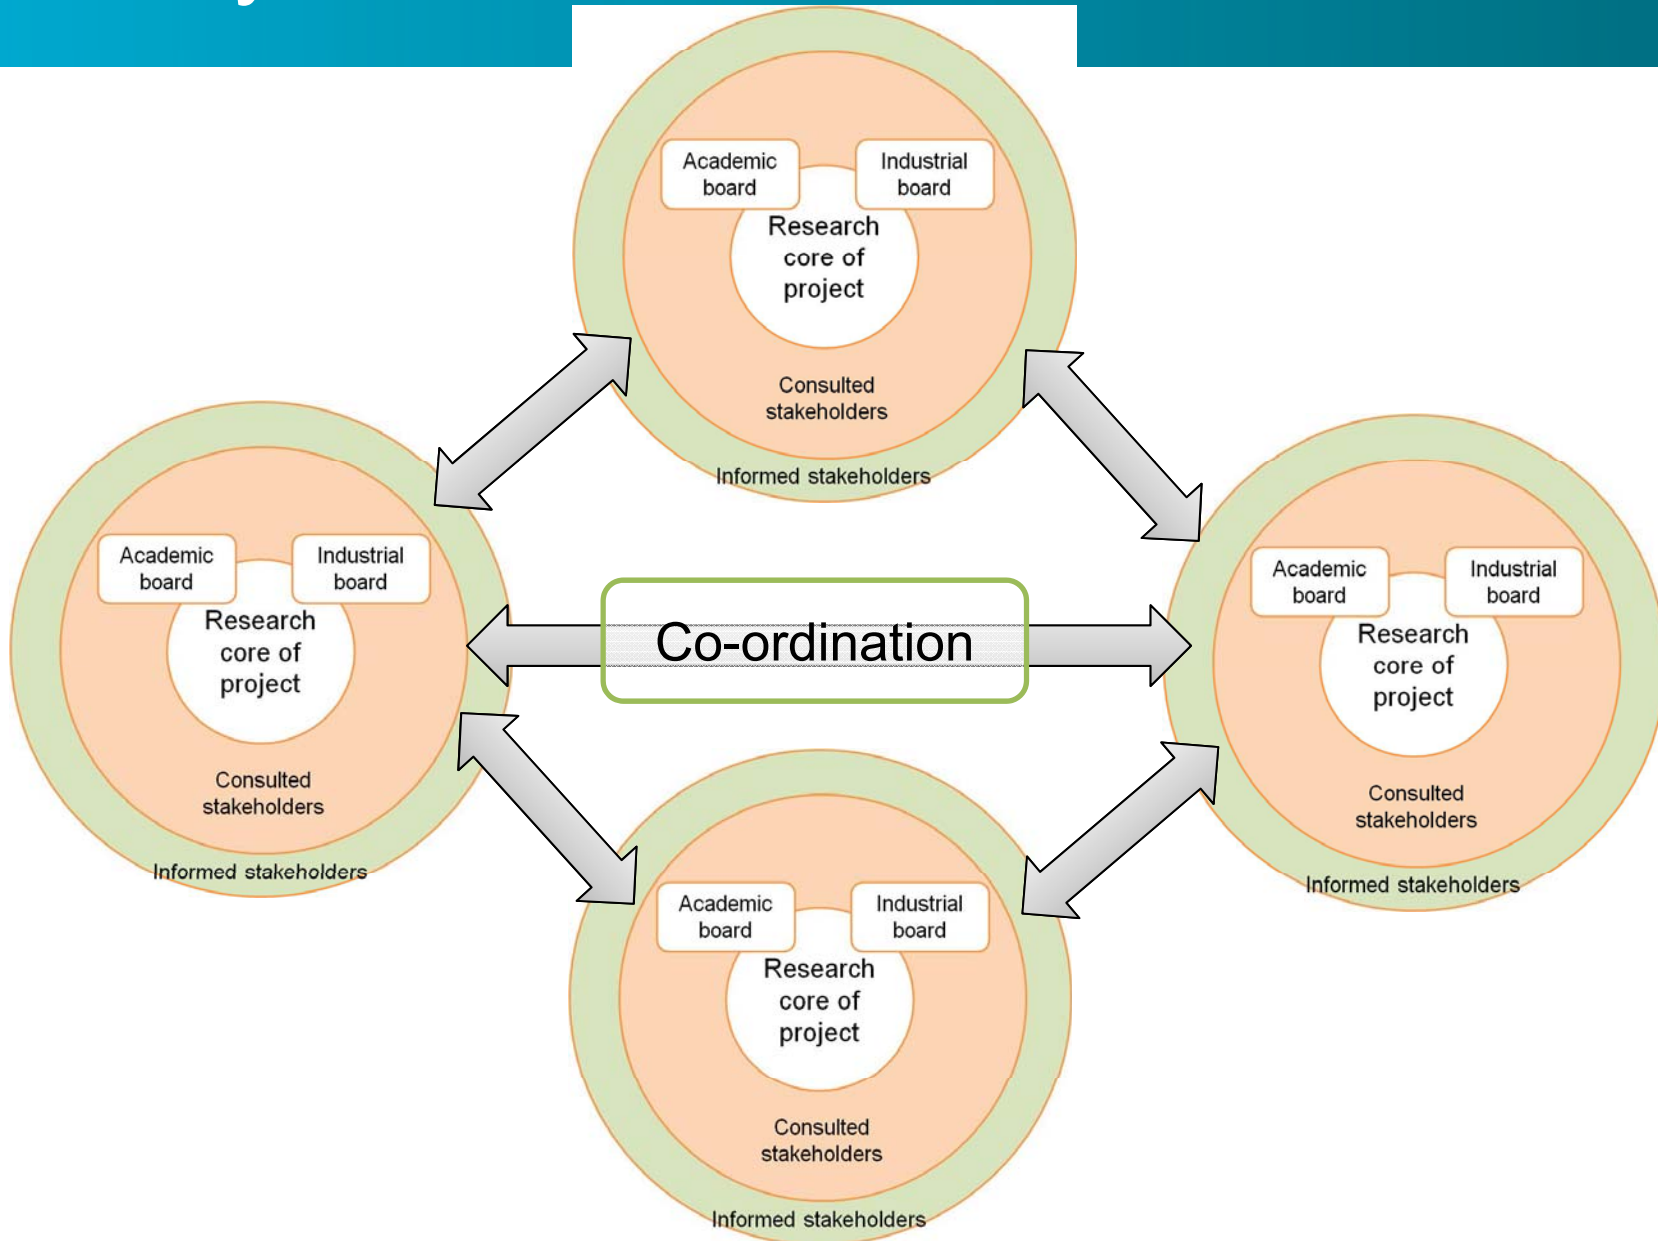 Academic
board
Industrial
board
Research
core of
project
Consulted
stakeholders
Informed stakeholders
Academic
board
Industrial
board
Research
core of
project
Consulted
stakeholders
Informed stakeholders
Co-ordination
Academic
board
Industrial
board
Research
core of
project
Consulted
stakeholders
Informed stakeholders
Academic
board
Industrial
board
Research
core of
project
Consulted
stakeholders
Informed stakeholders